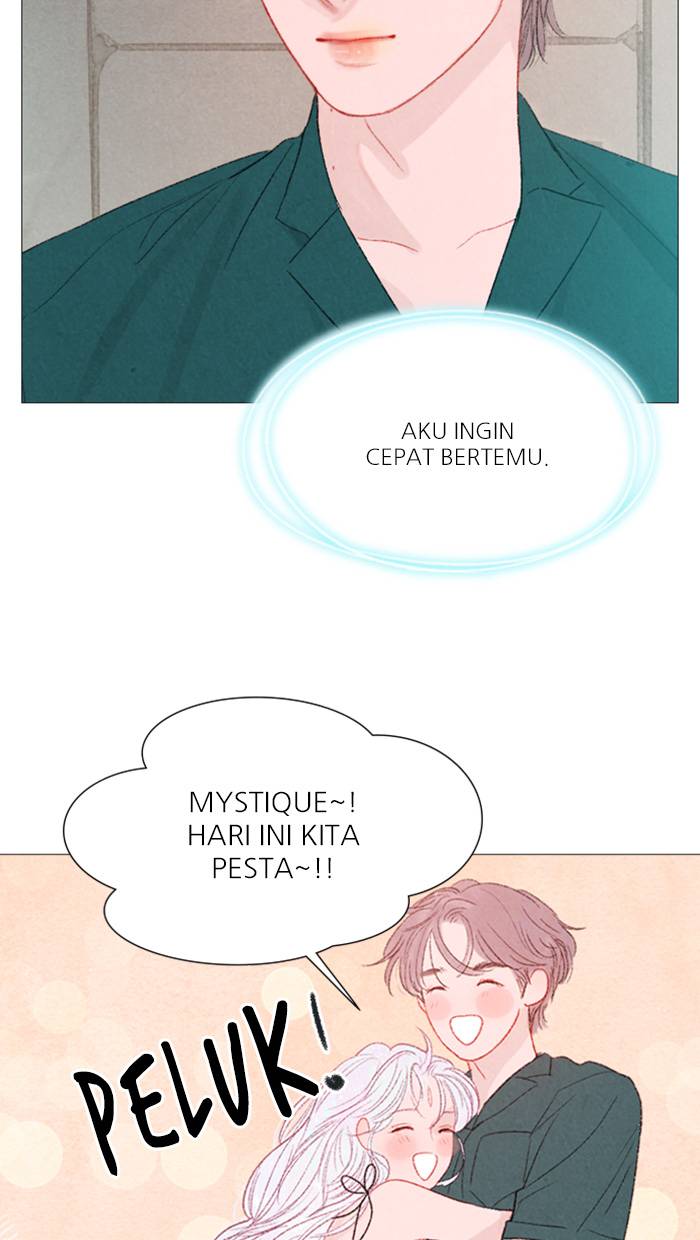 AKU INGIN
CEPAT BERTEMU.
MYSTIQUE~!
HARI INI KITA
PESTA~!!
PELUK!